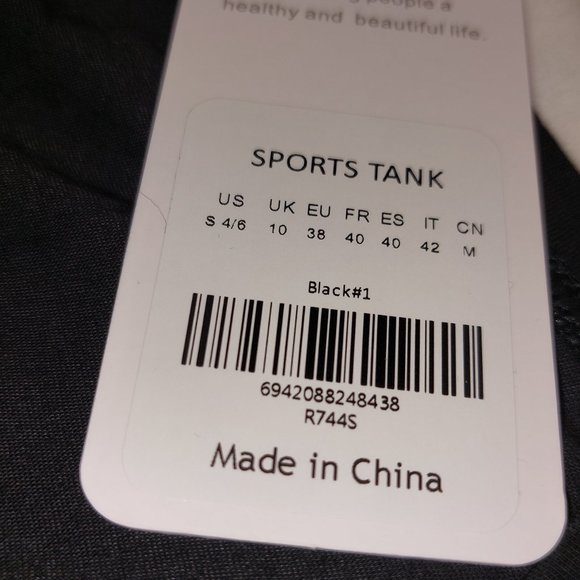 people a
healthy and beautiful life.
SPORTS TANK
US UK EU FR ES IT CN
S 4/6 10 38 40 40 42 M
Black#1
6942088248438
R744S
Made in China